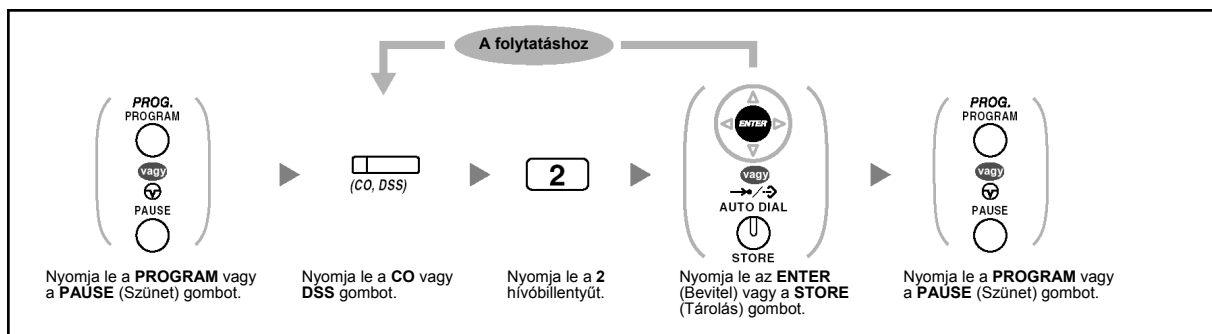 A folytatáshoz
PROG.
PROGRAM
vagy
PAUSE
Nyomja le a PROGRAM vagy
a PAUSE (Szünet) gombot.
(CO, DSS)
Nyomja le a CO vagy
DSS gombot.
2
Nyomja le a 2
hívóbillentyűt.
ENTER
vagy
AUTO DIAL
STORE
Nyomja le az ENTER
(Bevitel) vagy a STORE
(Tárolás) gombot.
PROG.
PROGRAM
vagy
PAUSE
Nyomja le a PROGRAM vagy
a PAUSE (Szünet) gombot.